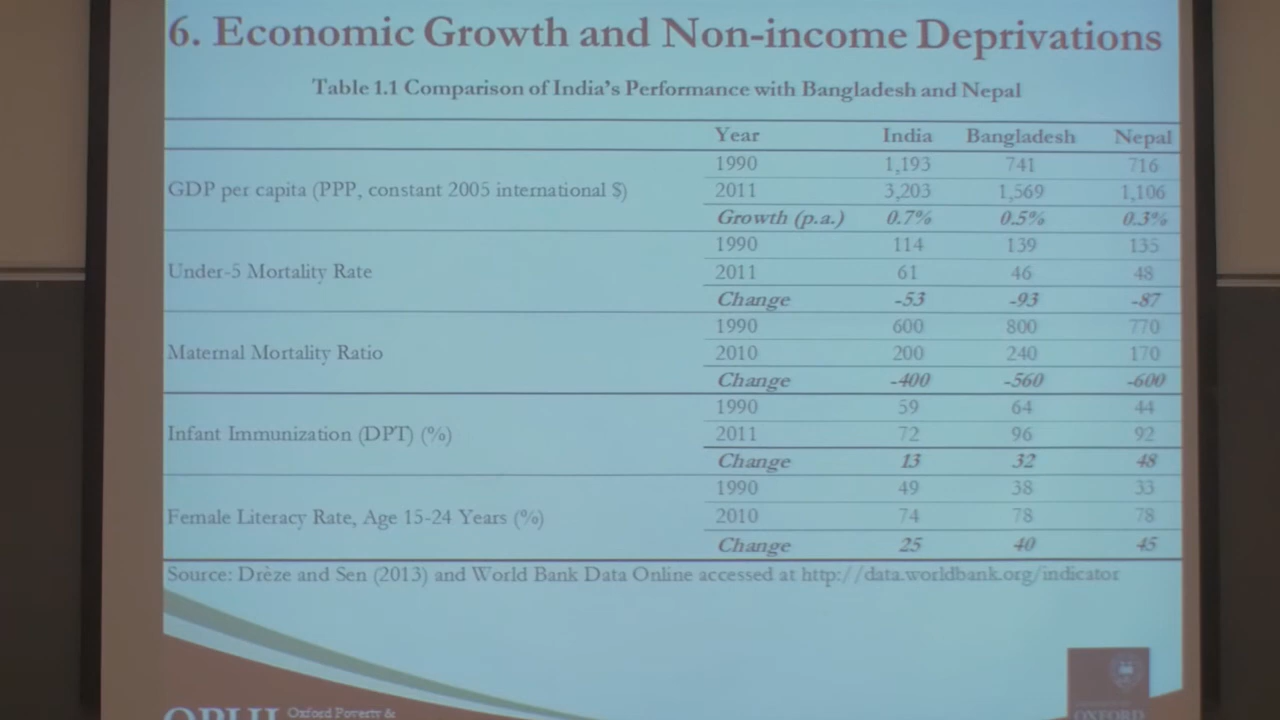 6. Economic Growth and Non-income Deprivations
Table 1.1 Comparison of India's Performance with Bangladesh and Nepal
Year India Bangladesh Nepal
1990 1,193 741 716
GDP per capita (PPP, constant 2005 international $) 2011 3,203 1,569 1,106
Growth (p.a.) 0.7% 0.5% 0.3%
1990 114 139 135
Under-5 Mortality Rate 2011 61 46 48
Change -53 -93 -87
1990 600 800 770
Maternal Mortality Ratio 2010 200 240 170
Change -400 -560 -600
1990 59 64 44
Infant Immunization (DPT) (%) 2011 72 96 92
Change 13 32 48
1990 49 38 33
Female Literacy Rate, Age 15-24 Years (%) 2010 74 78 78
Change 25 40 45
Source: Drèze and Sen (2013) and World Bank Data Online accessed at http://data.worldbank.org/indicator
OPHI Oxford Poverty &
OXFORD